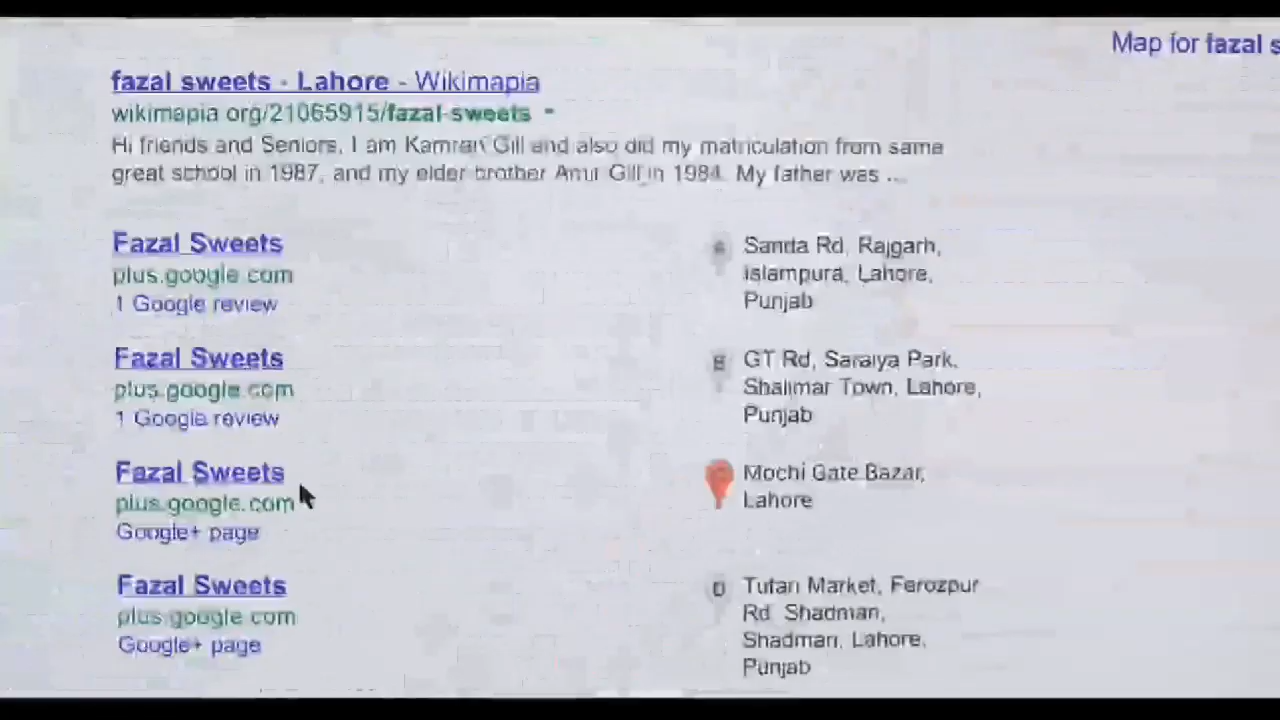 Map for fazal s
fazal sweets - Lahore - Wikimapia
wikimapia org/21065915/fazal-sweets
Hi friends and Seniors, I am Kamran Gill and also did my matriculation from same
great school in 1987, and my elder brother Gill in 1984. My father was ...
Fazal Sweets
plus.google.com
1 Google review
A Sanda Rd, Rajgarh,
Islampura, Lahore,
Punjab
Fazal Sweets
plus.google.com
1 Google review
B GT Rd, Saraiya Park,
Shalimar Town, Lahore,
Punjab
Fazal Sweets
plus.google.com
Google+ page
Mochi Gate Bazar,
Lahore
Fazal Sweets
plus.google.com
Google+ page
D Tufan Market, Ferozpur
Rd Shadman,
Shadman, Lahore,
Punjab